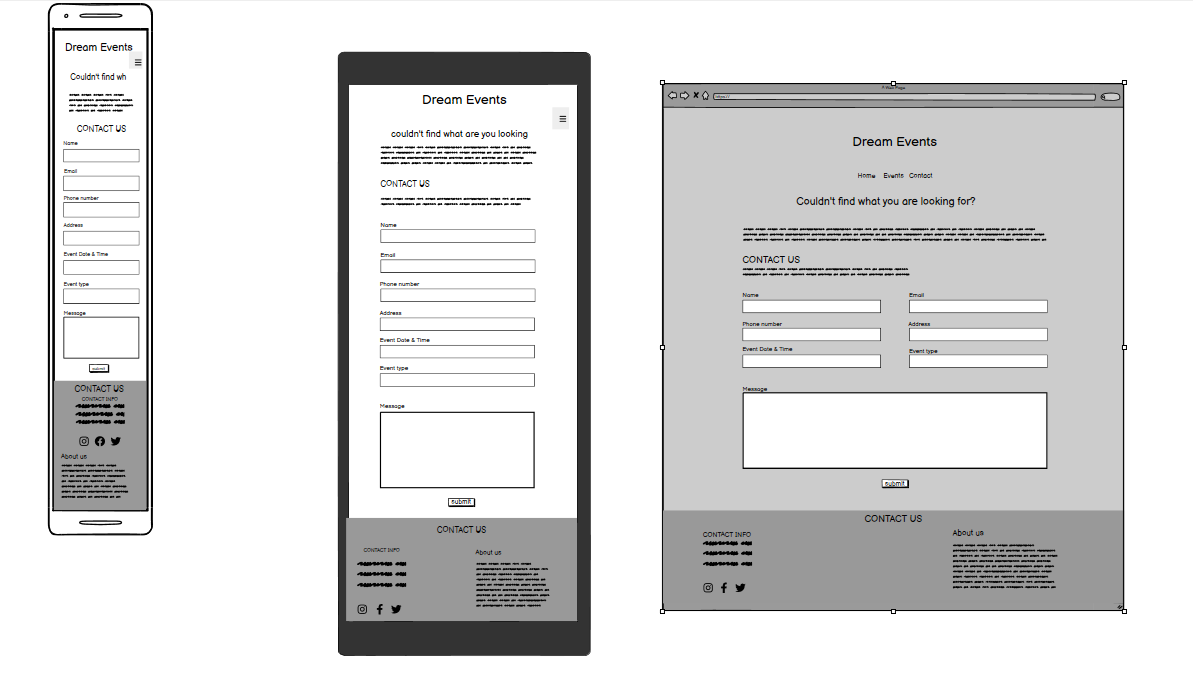 Dream Events
Couldn't find wh
CONTACT US
Name
Email
Phone number
Address
Event Date & Time
Event type
Message
submit
CONTACT US
CONTACT INFO
About us
Dream Events
couldn't find what are you looking
CONTACT US
Name
Email
Phone number
Address
Event Date & Time
Event type
Message
submit
CONTACT US
CONTACT INFO
About us
https://
Dream Events
Home Events Contact
Couldn't find what you are looking for?
CONTACT US
Name Email
Phone number Address
Event Date & Time Event type
Message
submit
CONTACT US
CONTACT INFO
About us